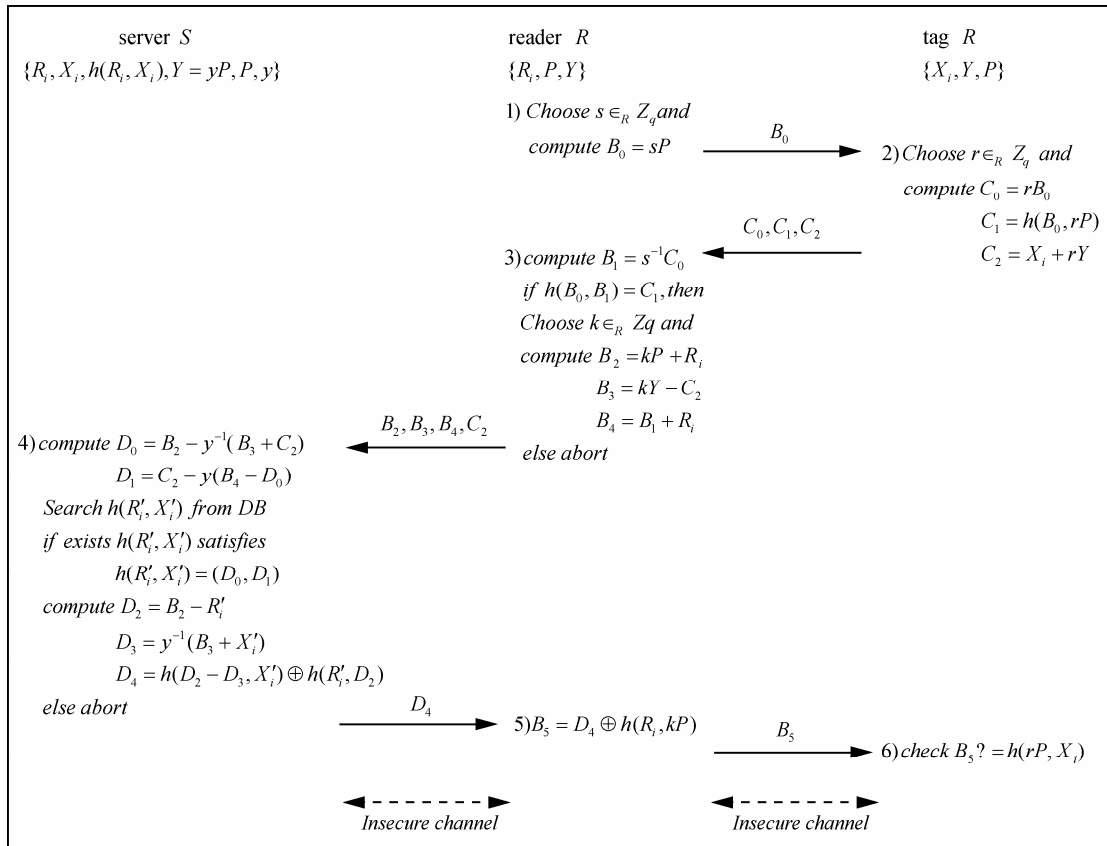 server S
{R_i, X_i, h(R_i, X_i), Y = yP, P, y}
reader R
{R_i, P, Y}
tag R
{X_i, Y, P}
1) Choose s ∈_R Z_q and
compute B_0 = sP
B_0
2) Choose r ∈_R Z_q and
compute C_0 = rB_0
C_1 = h(B_0, rP)
C_2 = X_i + rY
C_0, C_1, C_2
3) compute B_1 = s^{-1}C_0
if h(B_0, B_1) = C_1, then
Choose k ∈_R Zq and
compute B_2 = kP + R_i
B_3 = kY − C_2
B_4 = B_1 + R_i
else abort
B_2, B_3, B_4, C_2
4) compute D_0 = B_2 − y^{-1}(B_3 + C_2)
D_1 = C_2 − y(B_4 − D_0)
Search h(R'_i, X'_i) from DB
if exists h(R'_i, X'_i) satisfies
h(R'_i, X'_i) = (D_0, D_1)
compute D_2 = B_2 − R'_i
D_3 = y^{-1}(B_3 + X'_i)
D_4 = h(D_2 − D_3, X'_i) ⊕ h(R'_i, D_2)
else abort
D_4
5) B_5 = D_4 ⊕ h(R_i, kP)
B_5
6) check B_5 ? = h(rP, X_i)
Insecure channel
Insecure channel